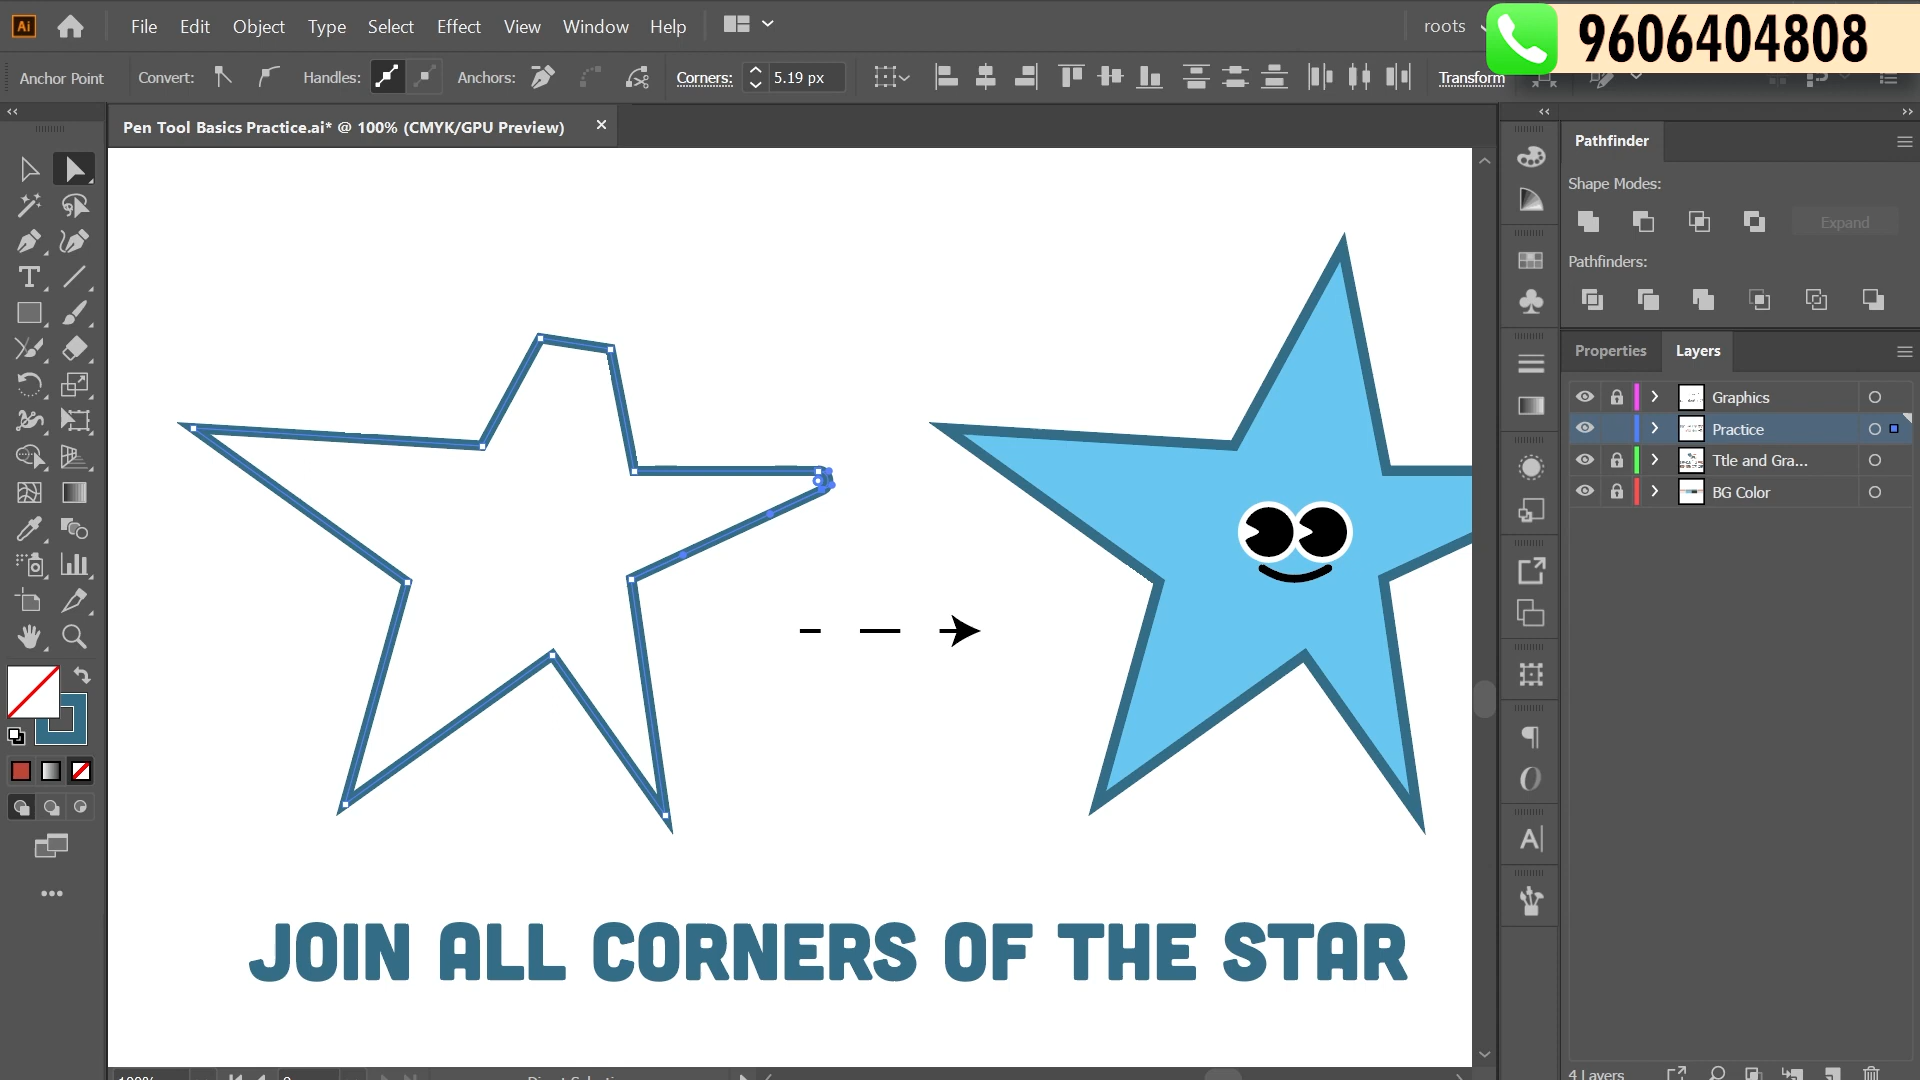 Ai File Edit Object Type Select Effect View Window Help roots
9606404808
Anchor Point Convert: Handles: Anchors: Corners: 5.19 px Transform
Pen Tool Basics Practice.ai* @ 100% (CMYK/GPU Preview) ×
Pathfinder
Shape Modes:
Expand
Pathfinders:
Properties Layers
Graphics
Practice
Ttle and Gra...
BG Color
JOIN ALL CORNERS OF THE STAR
4 Layers